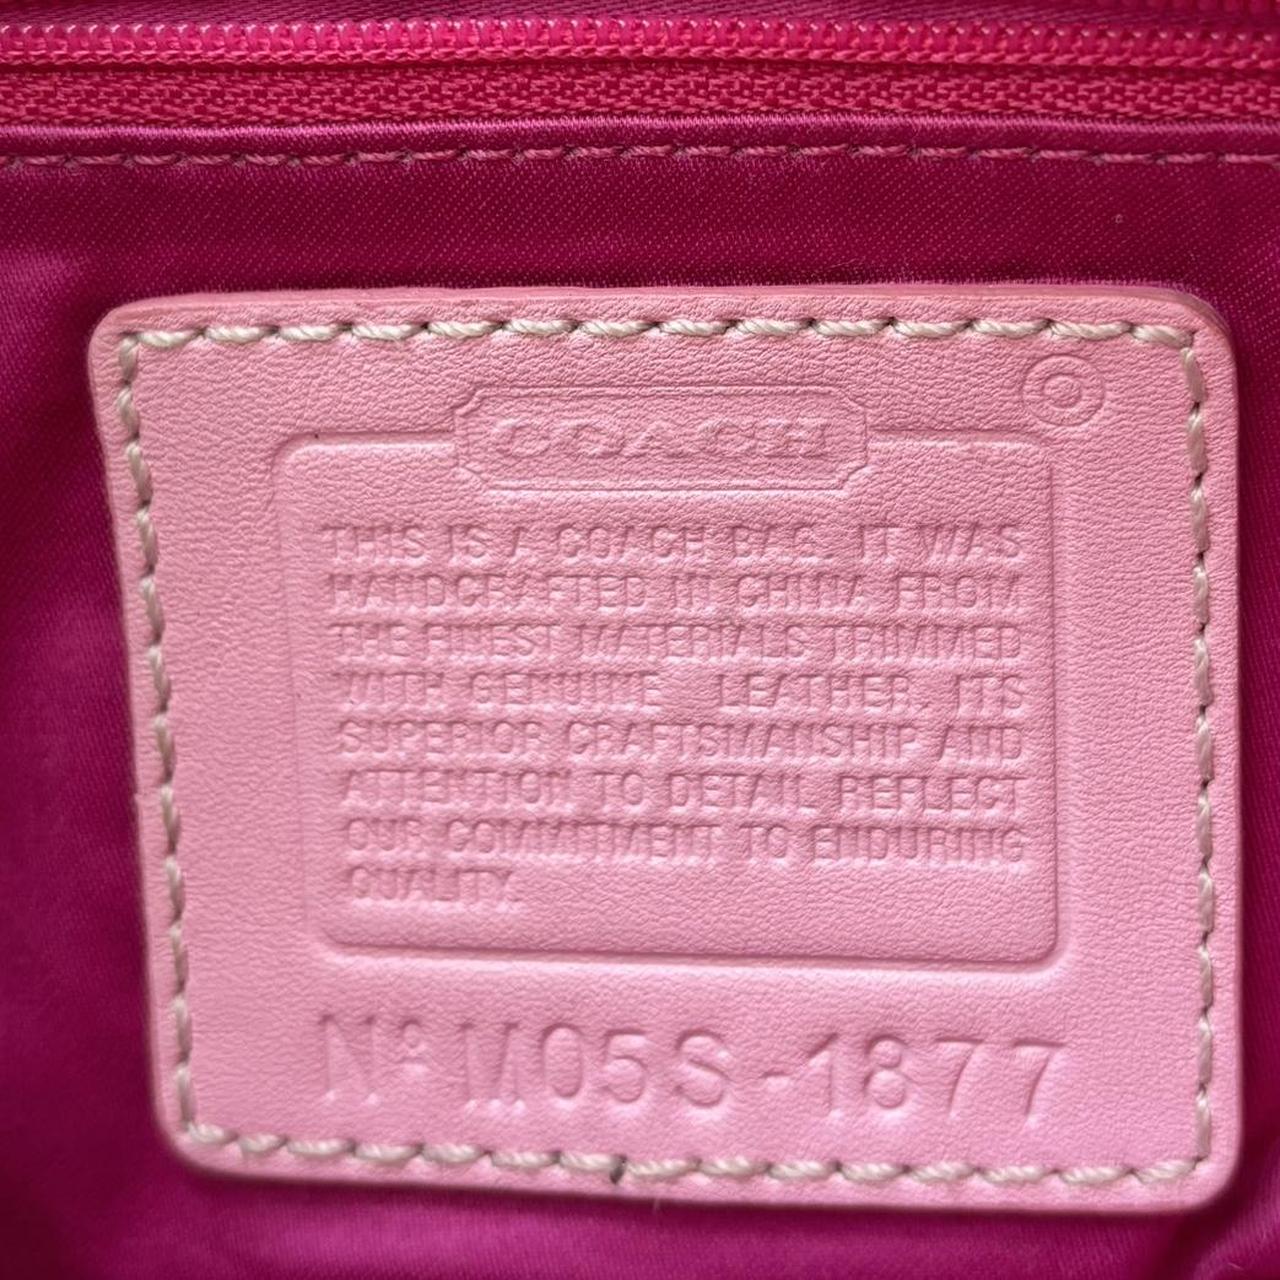 COACH
THIS IS A COACH BAG. IT WAS
HANDCRAFTED IN CHINA FROM
THE FINEST MATERIALS TRIMMED
WITH GENUINE LEATHER. ITS
SUPERIOR CRAFTSMANSHIP AND
ATTENTION TO DETAIL REFLECT
OUR COMMITMENT TO ENDURING
QUALITY.
Nº M05S-1877